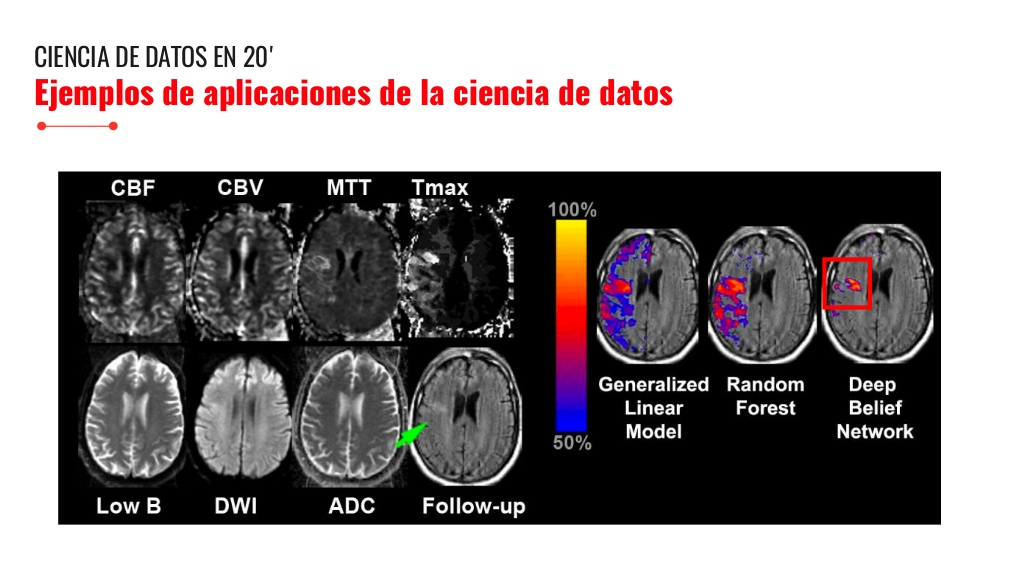 CIENCIA DE DATOS EN 20'
Ejemplos de aplicaciones de la ciencia de datos
CBF CBV MTT Tmax
Low B DWI ADC Follow-up
100%
50%
Generalized
Linear
Model
Random
Forest
Deep
Belief
Network